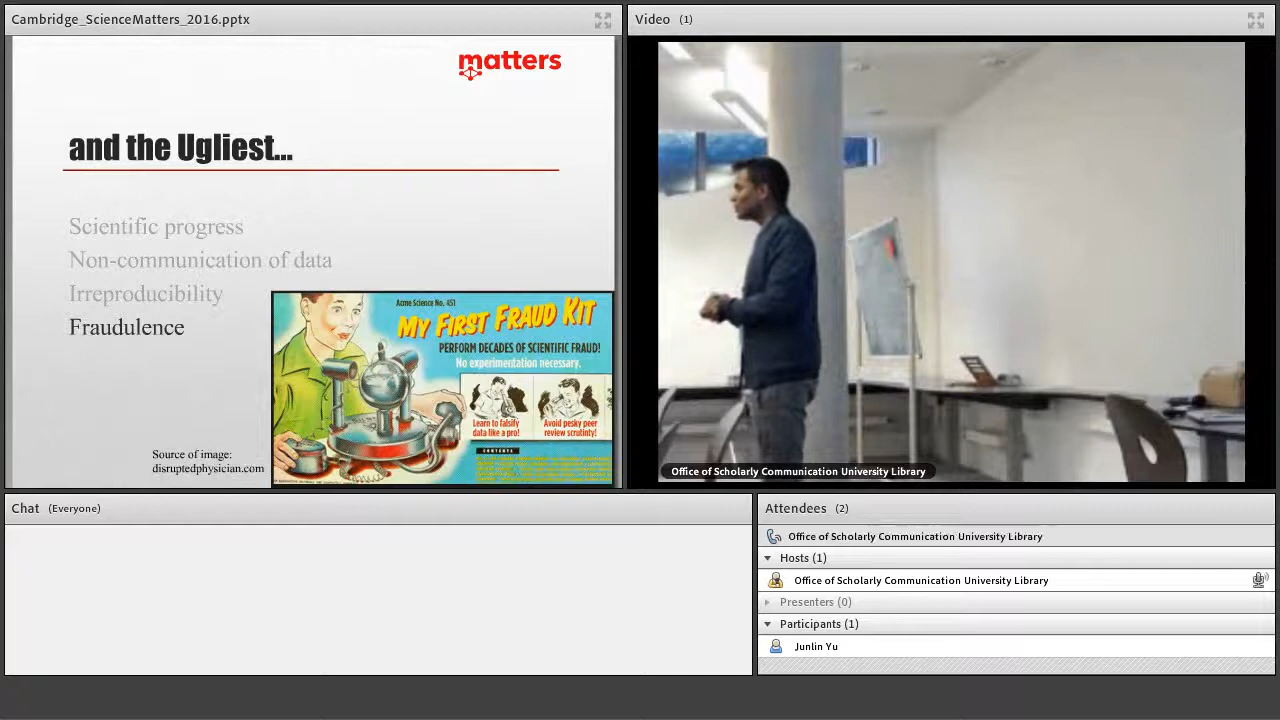 Cambridge_ScienceMatters_2016.pptx
matters
and the Ugliest...
Scientific progress
Non-communication of data
Irreproducibility
Fraudulence
Source of image:
disruptedphysician.com
Acme Science No. 451
MY FIRST FRAUD KIT
PERFORM DECADES OF SCIENTIFIC FRAUD!
No experimentation necessary.
Learn to falsify
data like a pro!
Avoid pesky peer
review scrutiny!
CONTENTS
Video (1)
Office of Scholarly Communication University Library
Chat (Everyone)
Attendees (2)
Office of Scholarly Communication University Library
Hosts (1)
Office of Scholarly Communication University Library
Presenters (0)
Participants (1)
Junlin Yu